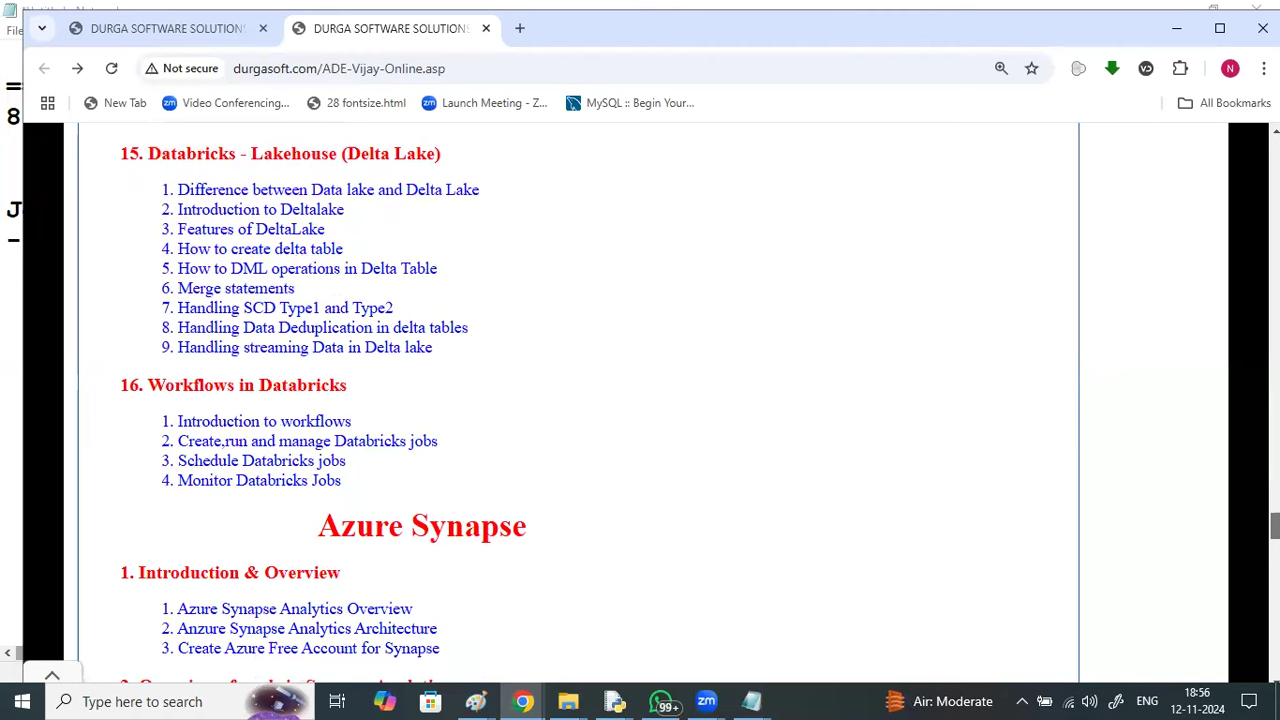 DURGA SOFTWARE SOLUTIONS
DURGA SOFTWARE SOLUTIONS
File
Not secure
durgasoft.com/ADE-Vijay-Online.asp
N
New Tab
Video Conferencing...
28 fontsize.html
Launch Meeting - Z...
MySQL :: Begin Your...
All Bookmarks
=
8
J
-
15. Databricks - Lakehouse (Delta Lake)
1. Difference between Data lake and Delta Lake
2. Introduction to Deltalake
3. Features of DeltaLake
4. How to create delta table
5. How to DML operations in Delta Table
6. Merge statements
7. Handling SCD Type1 and Type2
8. Handling Data Deduplication in delta tables
9. Handling streaming Data in Delta lake
16. Workflows in Databricks
1. Introduction to workflows
2. Create,run and manage Databricks jobs
3. Schedule Databricks jobs
4. Monitor Databricks Jobs
Azure Synapse
1. Introduction & Overview
1. Azure Synapse Analytics Overview
2. Anzure Synapse Analytics Architecture
3. Create Azure Free Account for Synapse
Type here to search
99+
zm
Air: Moderate
ENG
18:56
12-11-2024